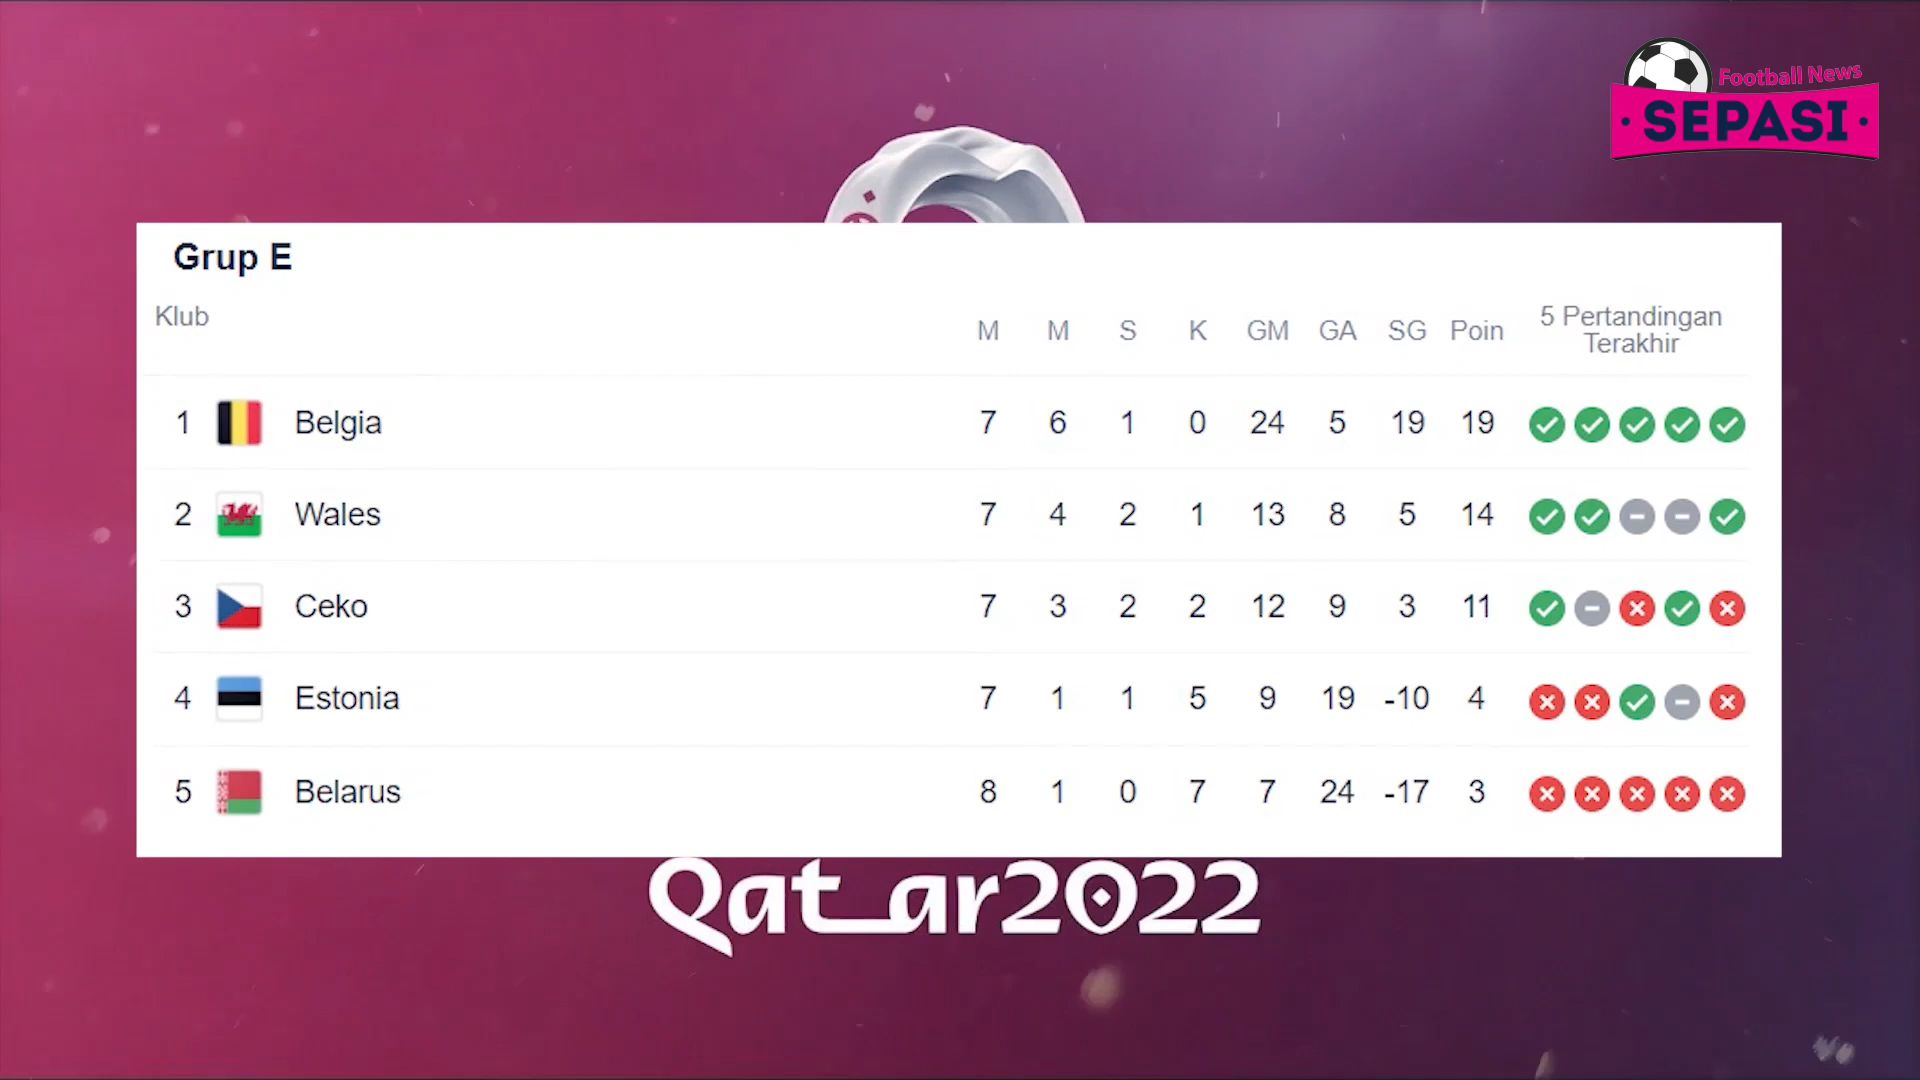 Football News
· SEPASI ·
Grup E
Klub M M S K GM GA SG Poin 5 Pertandingan
Terakhir
1 Belgia 7 6 1 0 24 5 19 19
2 Wales 7 4 2 1 13 8 5 14
3 Ceko 7 3 2 2 12 9 3 11
4 Estonia 7 1 1 5 9 19 -10 4
5 Belarus 8 1 0 7 7 24 -17 3
Qatar2022